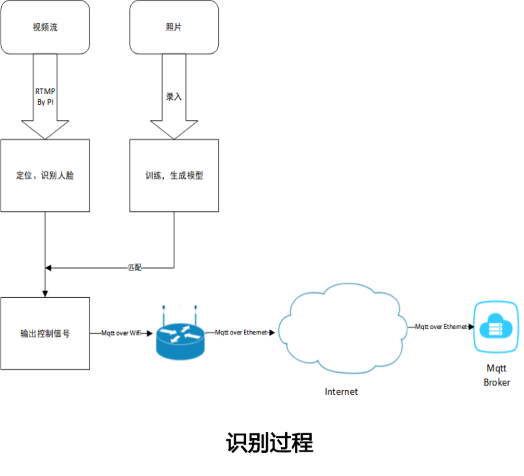 视频流
照片
RTMP
By PI
录入
定位、识别人脸
训练，生成模型
匹配
输出控制信号
Mqtt over Wifi
Mqtt over Ethernet
Mqtt over Ethernet
Internet
Mqtt
Broker
识别过程